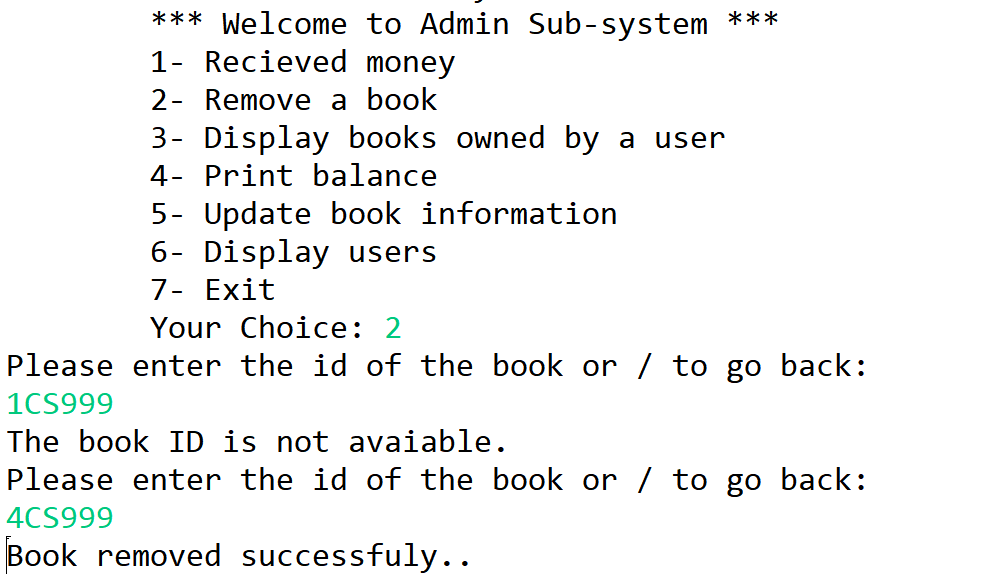 *** Welcome to Admin Sub-system ***
1- Recieved money
2- Remove a book
3- Display books owned by a user
4- Print balance
5- Update book information
6- Display users
7- Exit
Your Choice: 2
Please enter the id of the book or / to go back:
1CS999
The book ID is not avaiable.
Please enter the id of the book or / to go back:
4CS999
Book removed successfuly..